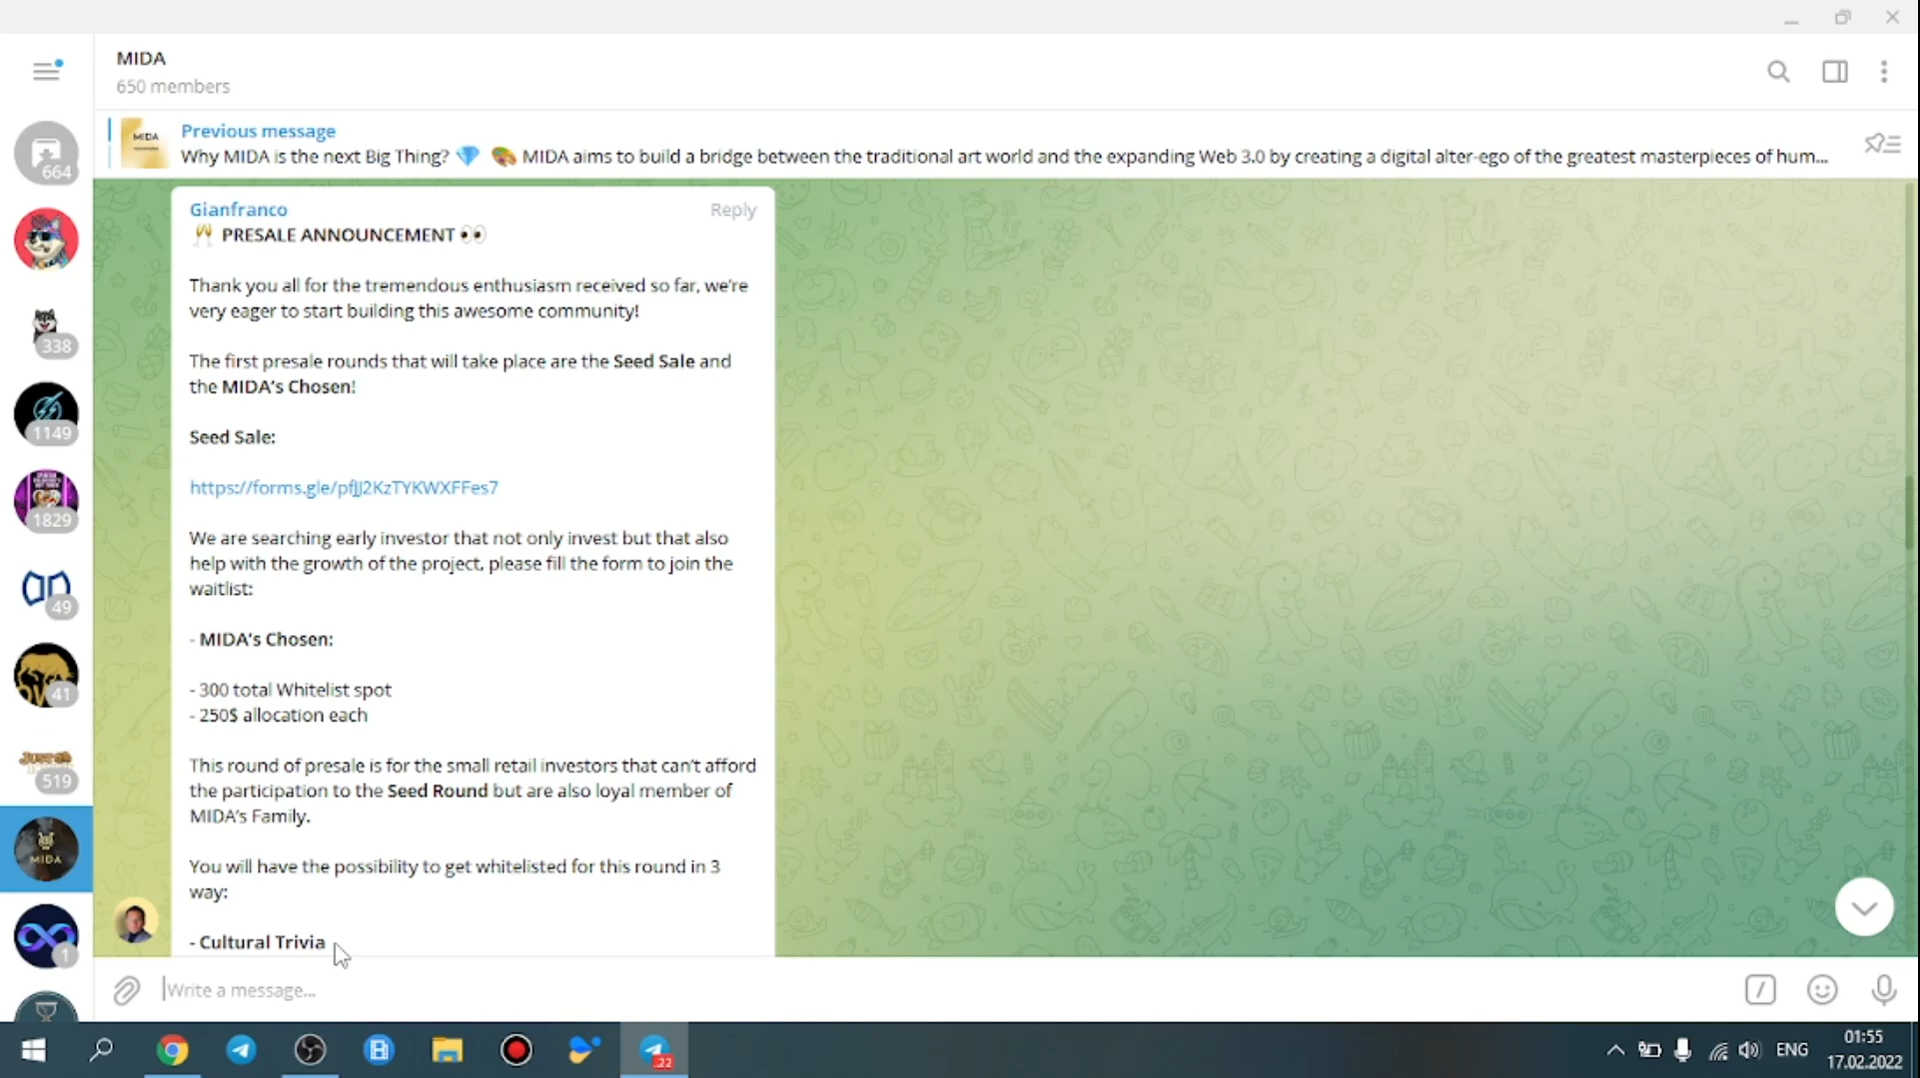 MIDA
650 members
Previous message
Why MIDA is the next Big Thing? 💎 🎨 MIDA aims to build a bridge between the traditional art world and the expanding Web 3.0 by creating a digital alter-ego of the greatest masterpieces of hum...
MIDA
664
338
1149
1829
49
41
519
MIDA
1
Gianfranco
Reply
🥂 PRESALE ANNOUNCEMENT 👀
Thank you all for the tremendous enthusiasm received so far, we're
very eager to start building this awesome community!
The first presale rounds that will take place are the Seed Sale and
the MIDA's Chosen!
Seed Sale:
https://forms.gle/pfJJ2KzTYKWXFFes7
We are searching early investor that not only invest but that also
help with the growth of the project, please fill the form to join the
waitlist:
- MIDA's Chosen:
- 300 total Whitelist spot
- 250$ allocation each
This round of presale is for the small retail investors that can't afford
the participation to the Seed Round but are also loyal member of
MIDA's Family.
You will have the possibility to get whitelisted for this round in 3
way:
- Cultural Trivia
Write a message...
22
ENG
01:55
17.02.2022